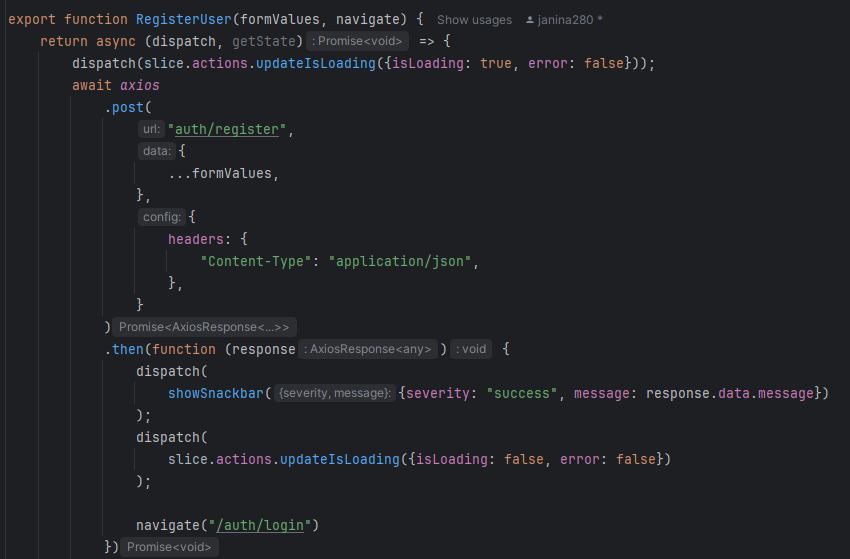 export function RegisterUser(formValues, navigate) { Show usages janina280 *
return async (dispatch, getState) : Promise<void> => {
dispatch(slice.actions.updateIsLoading({isLoading: true, error: false}));
await axios
.post(
url: "auth/register",
data: {
...formValues,
},
config: {
headers: {
"Content-Type": "application/json",
},
}
) Promise<AxiosResponse<...>>
.then(function (response : AxiosResponse<any> ) : void {
dispatch(
showSnackbar( {severity, message}: {severity: "success", message: response.data.message})
);
dispatch(
slice.actions.updateIsLoading({isLoading: false, error: false})
);
navigate("/auth/login")
}) Promise<void>